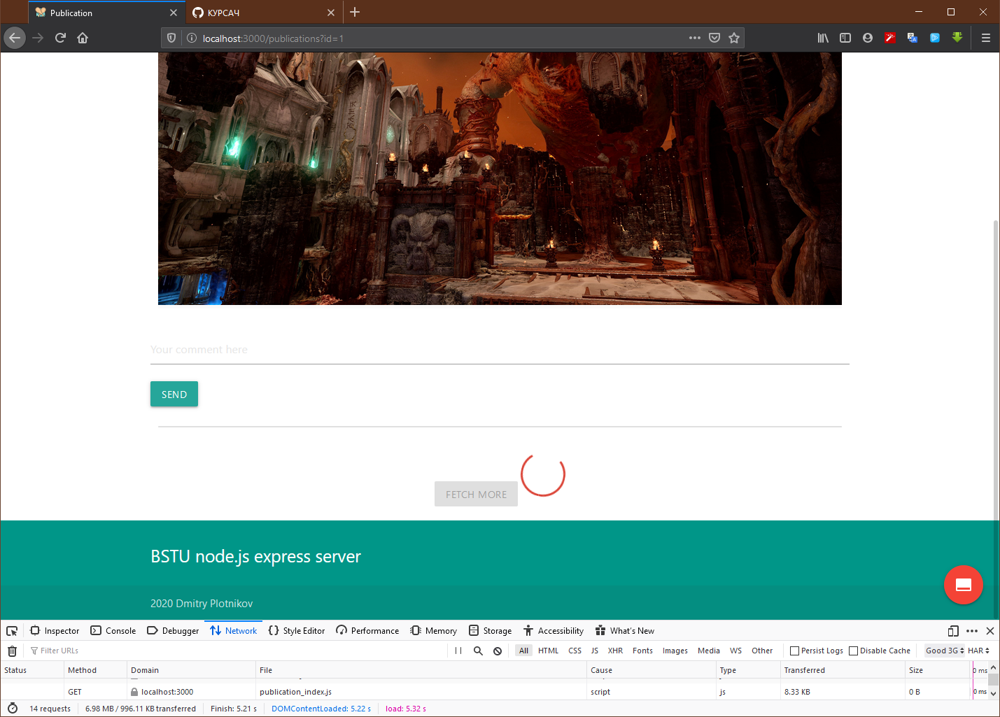 Publication
КУРСАЧ
localhost:3000/publications?id=1
Your comment here
SEND
FETCH MORE
BSTU node.js express server
2020 Dmitry Plotnikov
Inspector Console Debugger Network Style Editor Performance Memory Storage Accessibility What's New
Filter URLs All HTML CSS JS XHR Fonts Images Media WS Other Persist Logs Disable Cache Good 3G HAR
Status Method Domain File Cause Type Transferred Size 0 ms
GET localhost:3000 publication_index.js script js 8.33 KB 0 B 0 ms
14 requests 6.98 MB / 996.11 KB transferred Finish: 5.21 s DOMContentLoaded: 5.22 s load: 5.32 s